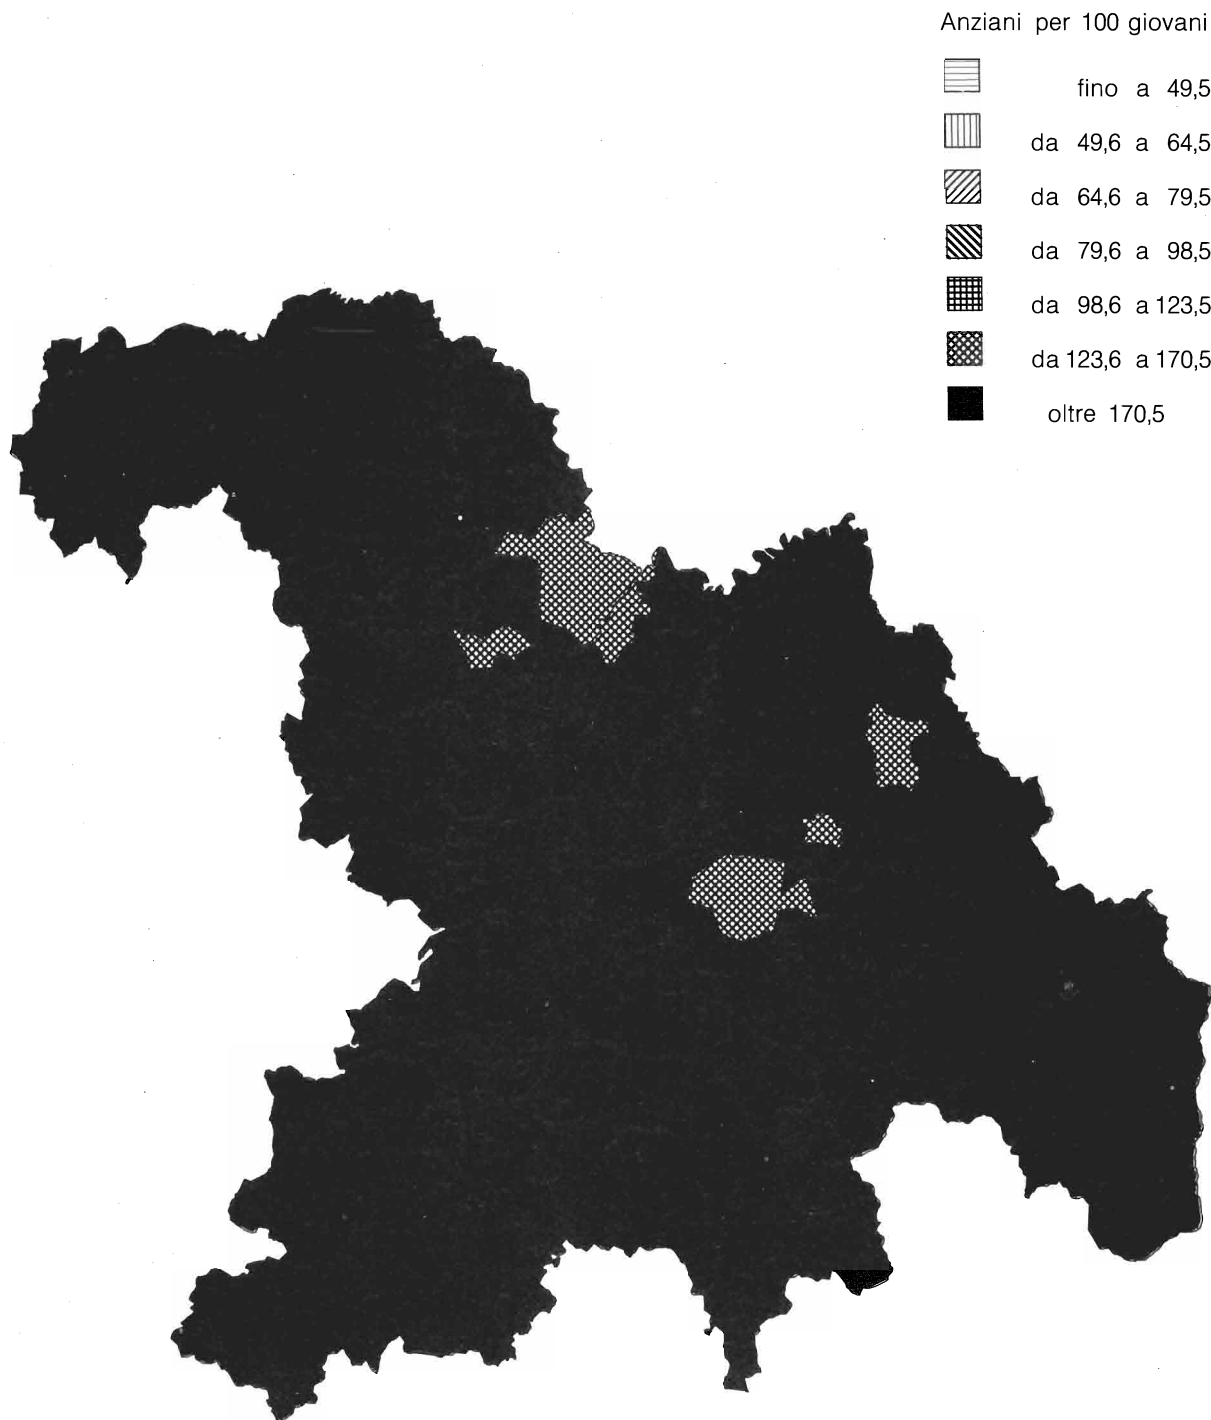 Anziani per 100 giovani
fino a 49,5
da 49,6 a 64,5
da 64,6 a 79,5
da 79,6 a 98,5
da 98,6 a 123,5
da 123,6 a 170,5
oltre 170,5